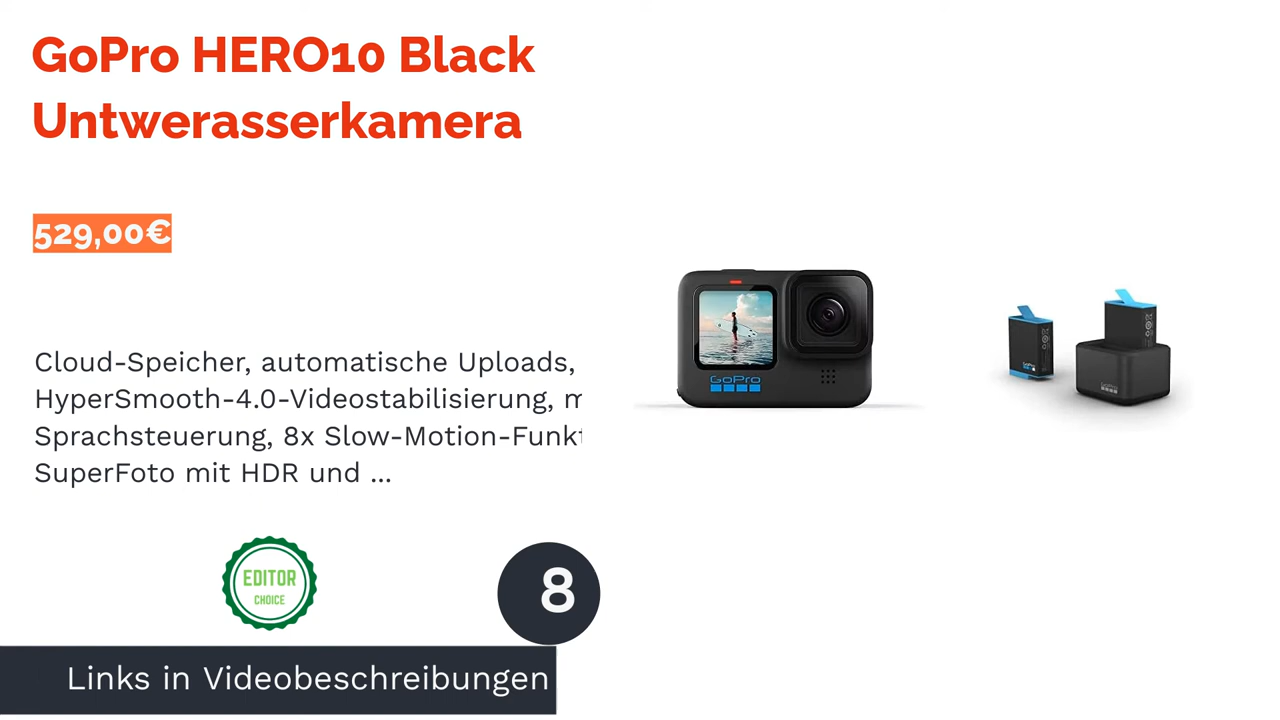 GoPro HERO10 Black
Untwerasserkamera
529,00€
Cloud-Speicher, automatische Uploads,
HyperSmooth-4.0-Videostabilisierung, m
Sprachsteuerung, 8x Slow-Motion-Funkt
SuperFoto mit HDR und ...
GoPro
EDITOR
CHOICE
8
Links in Videobeschreibungen